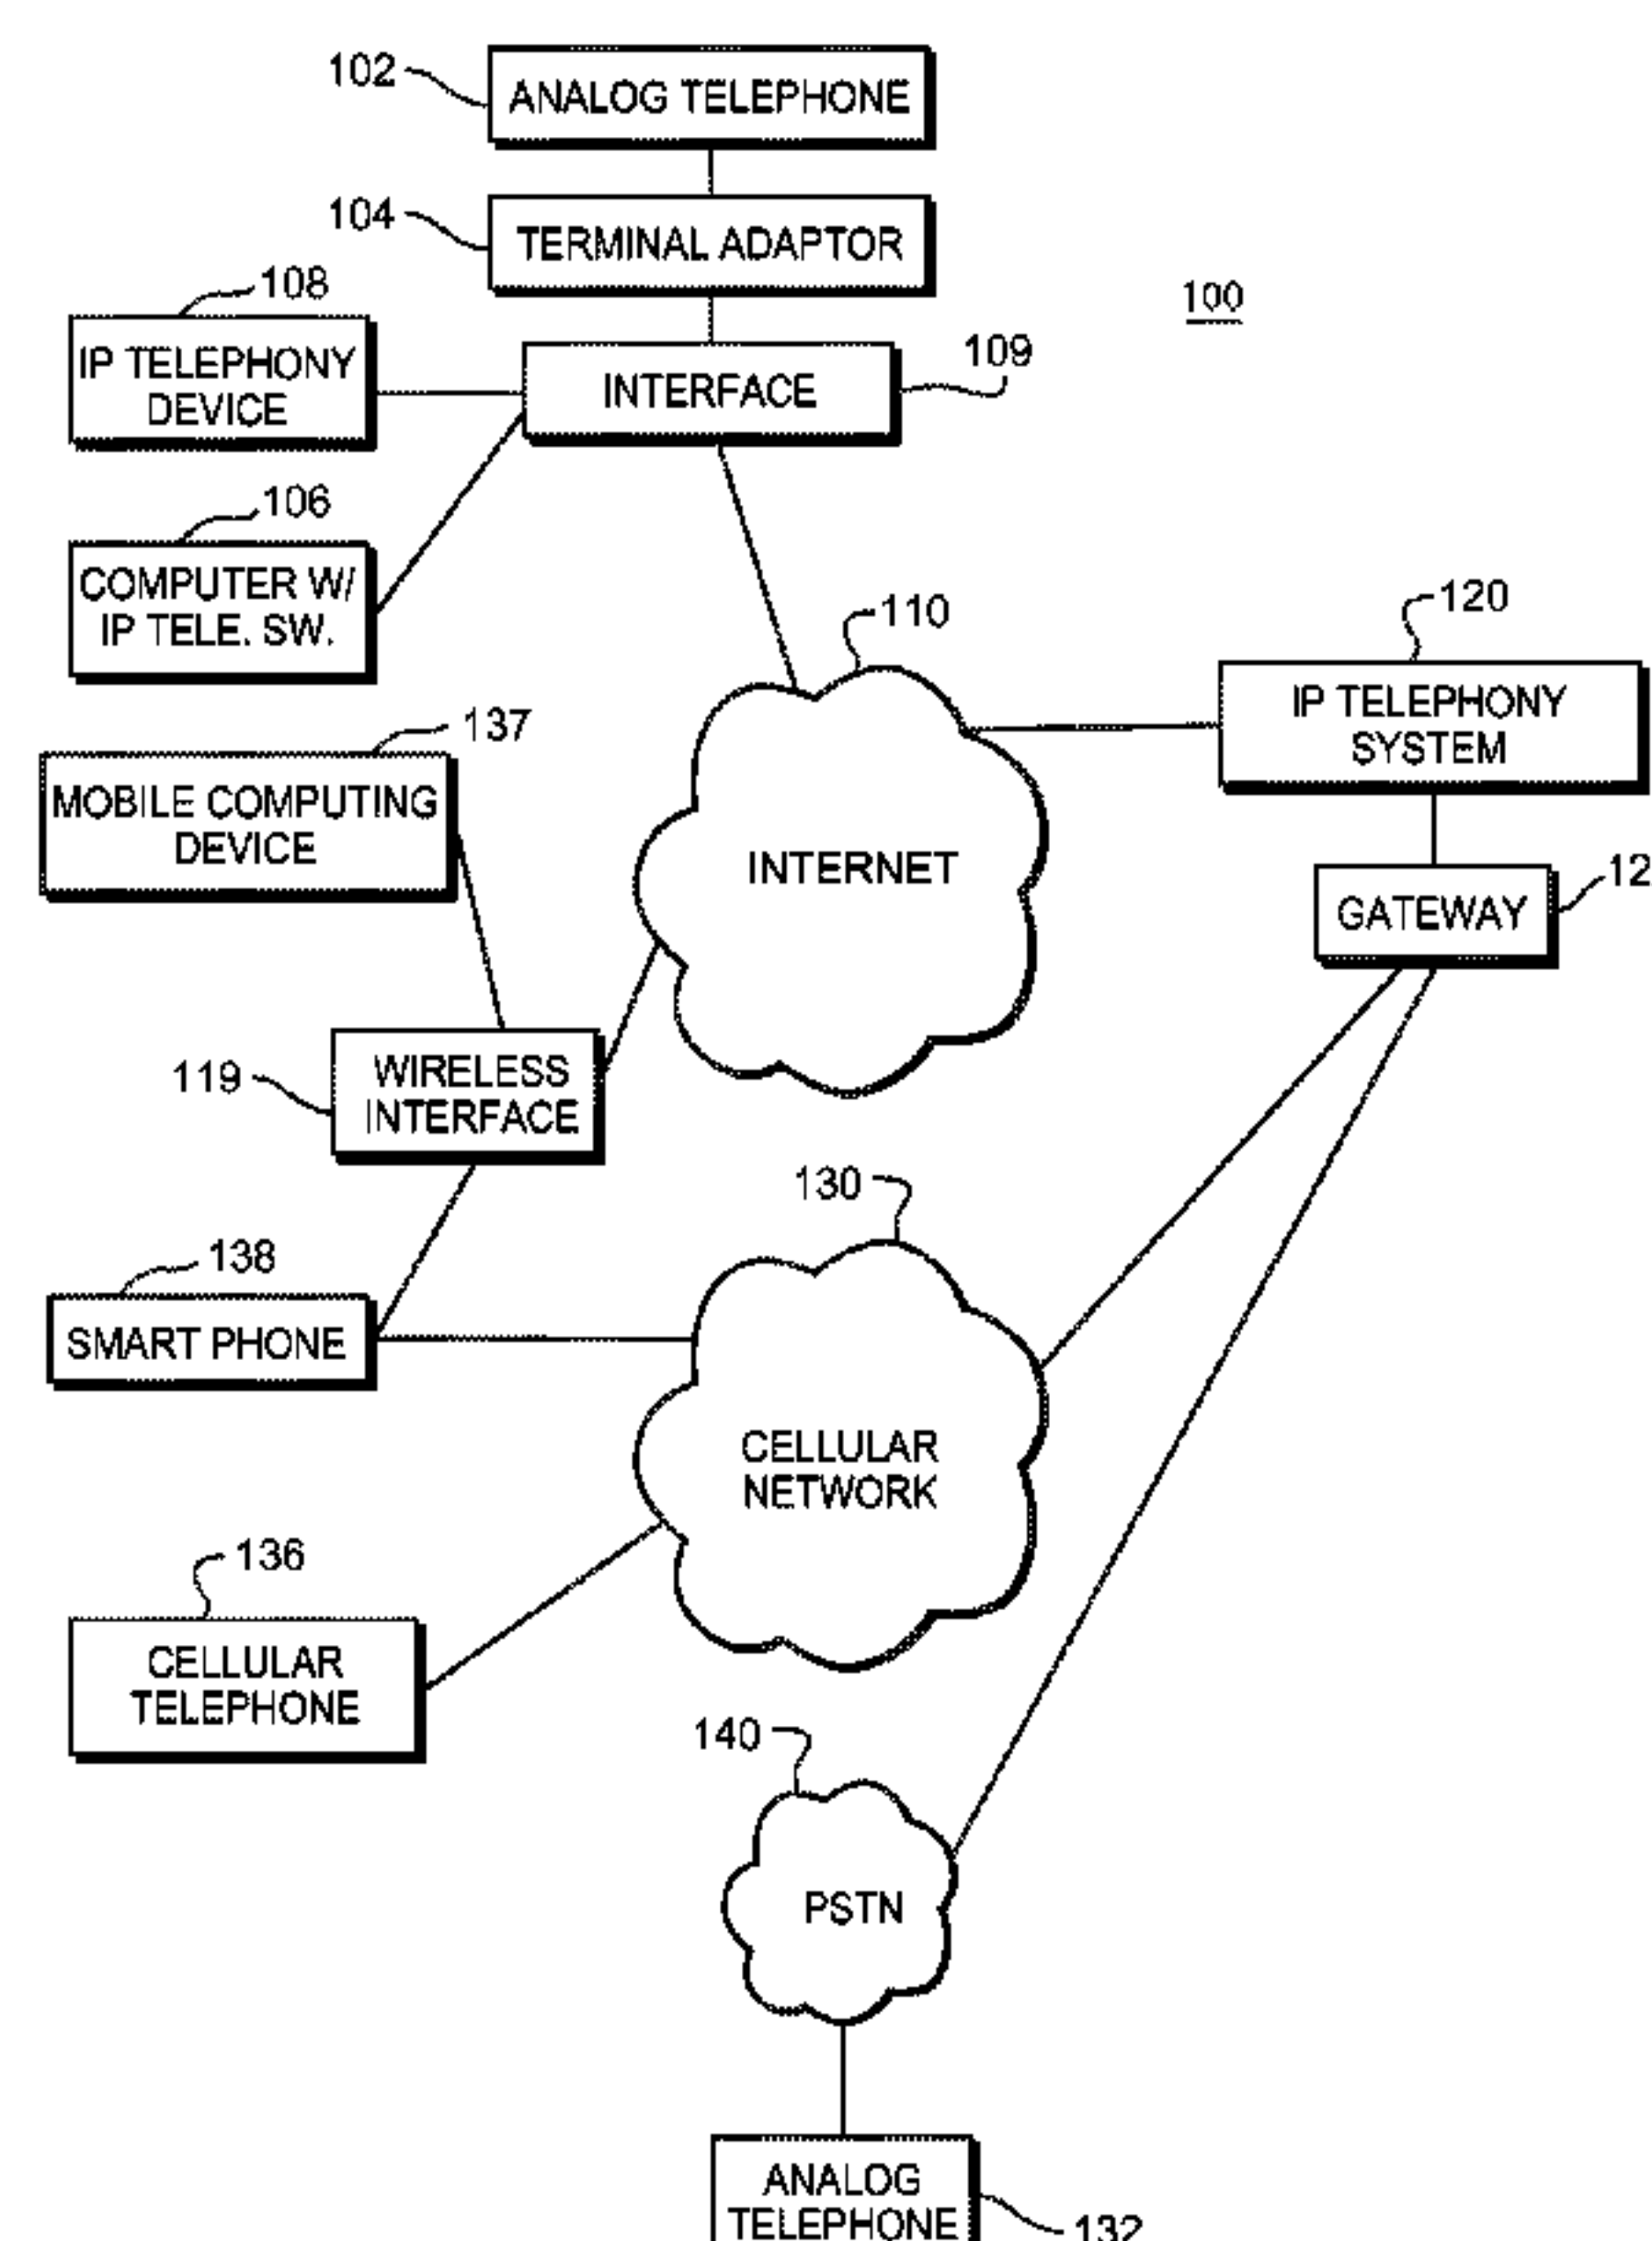 102
ANALOG TELEPHONE
104
TERMINAL ADAPTOR
108
100
IP TELEPHONY
DEVICE
109
INTERFACE
106
COMPUTER W/
IP TELE. SW.
110
120
IP TELEPHONY
SYSTEM
137
MOBILE COMPUTING
DEVICE
INTERNET
12
GATEWAY
119
WIRELESS
INTERFACE
130
138
SMART PHONE
CELLULAR
NETWORK
136
CELLULAR
TELEPHONE
140
PSTN
ANALOG
TELEPHONE
132